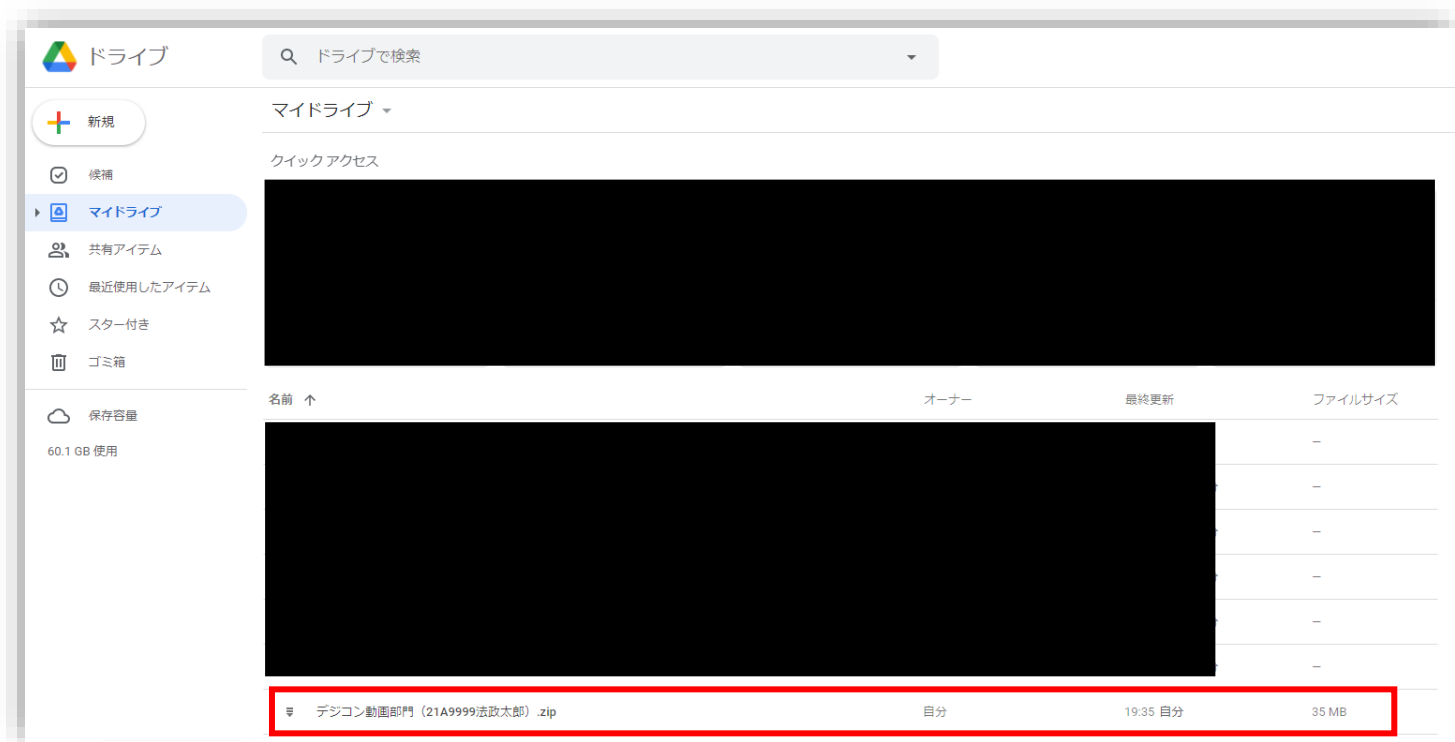 ドライブ
ドライブで検索
新規
マイドライブ
クイック アクセス
候補
マイドライブ
共有アイテム
最近使用したアイテム
スター付き
ゴミ箱
保存容量
60.1 GB 使用
名前 オーナー 最終更新 ファイルサイズ
–
–
–
–
–
–
デジコン動画部門（21A9999法政太郎）.zip 自分 19:35 自分 35 MB